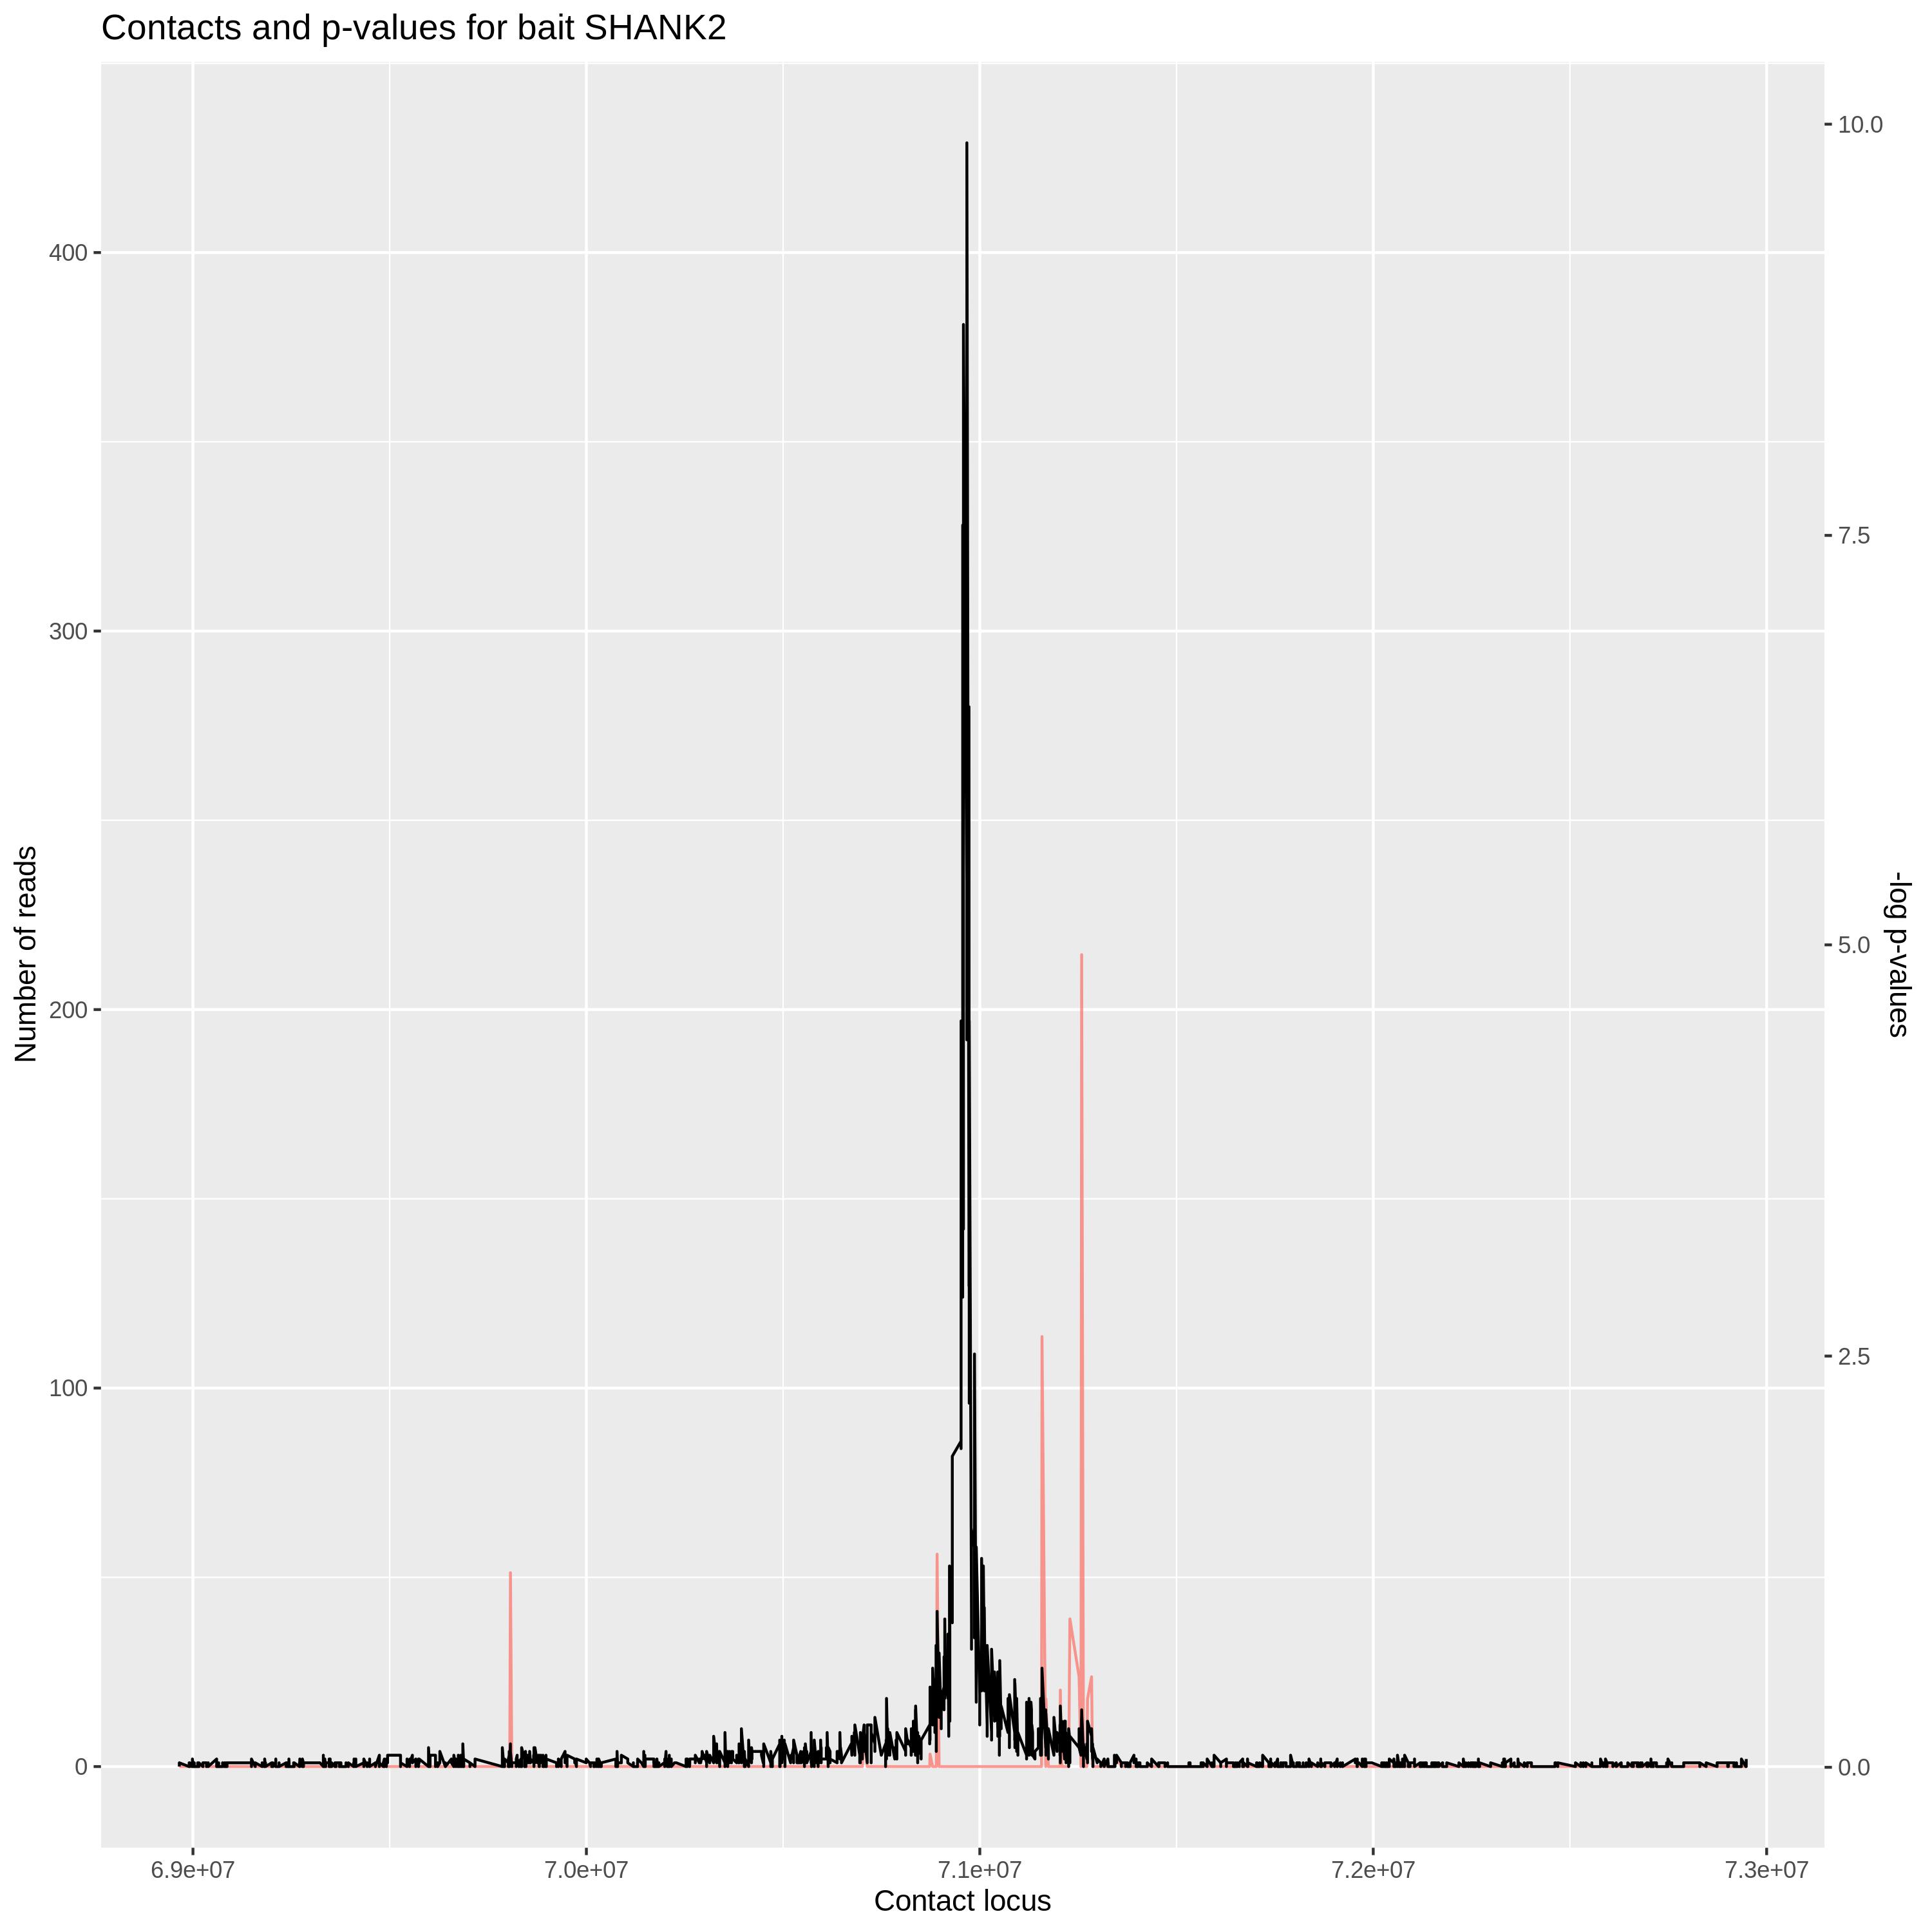 Contacts and p-values for bait SHANK2
Number of reads
400
300
200
100
0
10.0
7.5
5.0
2.5
0.0
-log p-values
6.9e+07
7.0e+07
7.1e+07
7.2e+07
7.3e+07
Contact locus